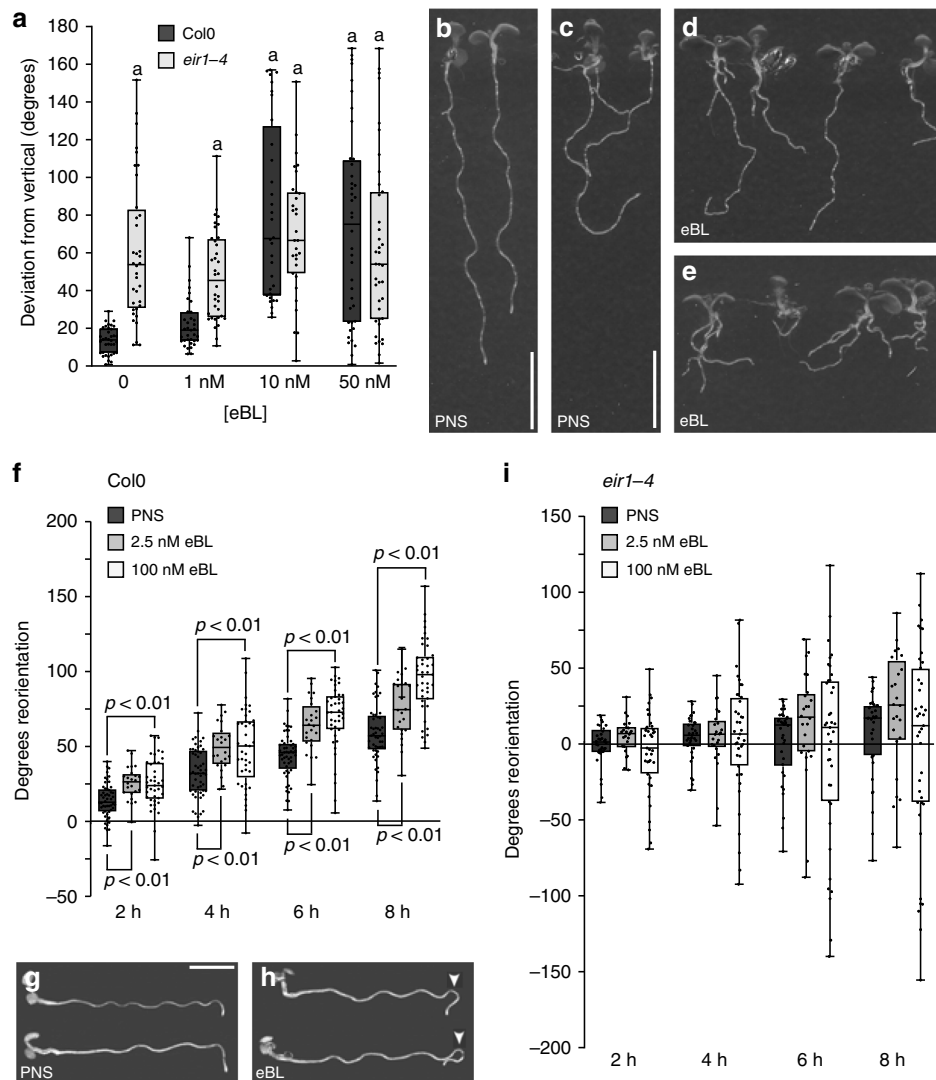 a
Col0
eir1–4
Deviation from vertical (degrees)
180
160
140
120
100
80
60
40
20
0
a a a a a a
0 1 nM 10 nM 50 nM
[eBL]
b
PNS
c
PNS
d
eBL
e
eBL
f
Col0
PNS
2.5 nM eBL
100 nM eBL
Degrees reorientation
200
150
100
50
0
–50
p < 0.01
p < 0.01
p < 0.01
p < 0.01
p < 0.01
p < 0.01
p < 0.01
p < 0.01
2 h 4 h 6 h 8 h
g
PNS
h
eBL
i
eir1–4
PNS
2.5 nM eBL
100 nM eBL
Degrees reorientation
150
100
50
25
0
–50
–100
–150
–200
2 h 4 h 6 h 8 h